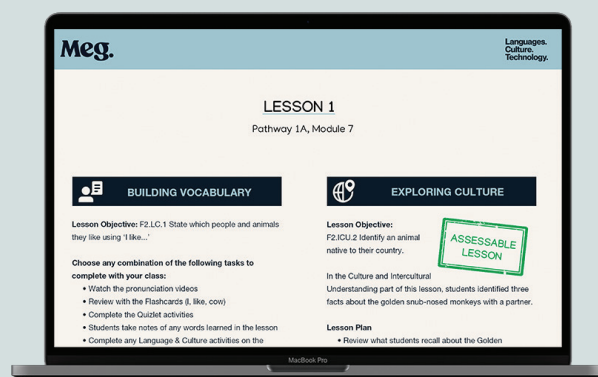 Meg.
Languages.
Culture.
Technology.
LESSON 1
Pathway 1A, Module 7
BUILDING VOCABULARY
Lesson Objective: F2.LC.1 State which people and animals
they like using 'I like...'
Choose any combination of the following tasks to
complete with your class:
• Watch the pronunciation videos
• Review with the Flashcards (I, like, cow)
• Complete the Quizlet activities
• Students take notes of any words learned in the lesson
• Complete any Language & Culture activities on the
EXPLORING CULTURE
Lesson Objective:
F2.ICU.2 Identify an animal
native to their country.
ASSESSABLE
LESSON
In the Culture and Intercultural
Understanding part of this lesson, students identified three
facts about the golden snub-nosed monkeys with a partner.
Lesson Plan
• Review what students recall about the Golden
MacBook Pro